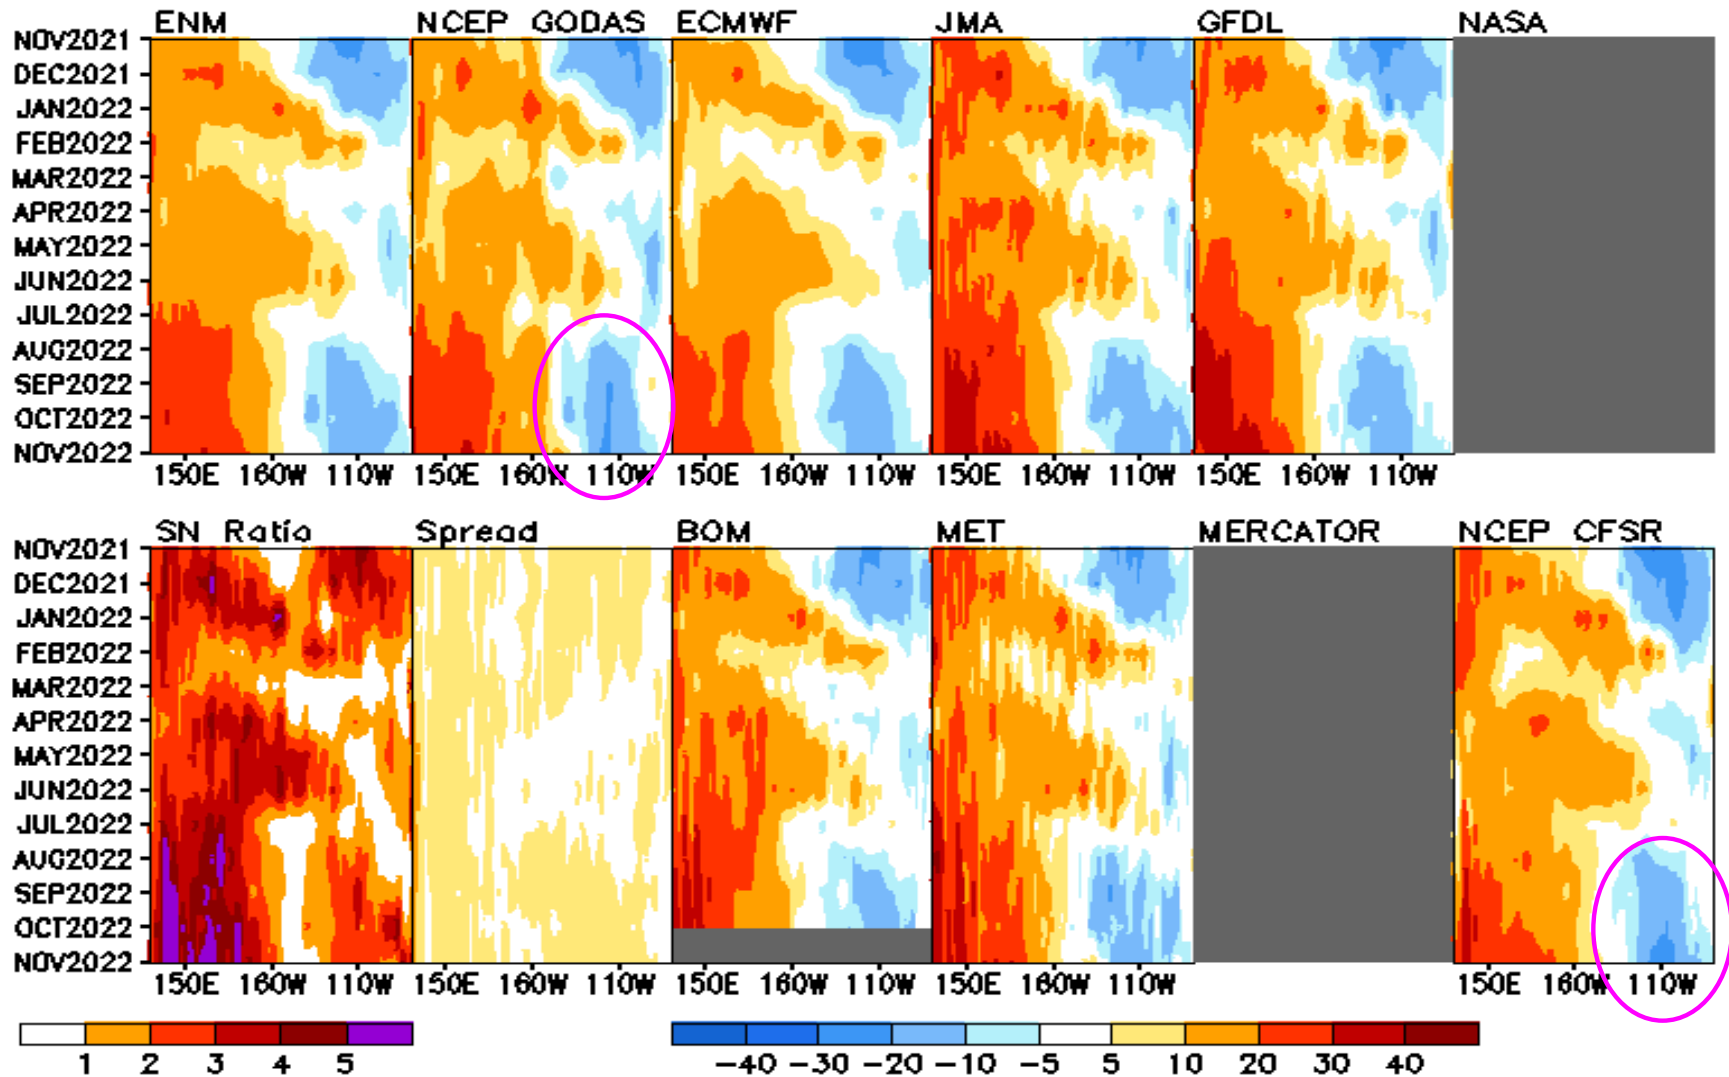 ENM NCEP GODAS ECMWF JMA GFDL NASA
NOV2021
DEC2021
JAN2022
FEB2022
MAR2022
APR2022
MAY2022
JUN2022
JUL2022
AUG2022
SEP2022
OCT2022
NOV2022
150E 160W 110W 150E 160W 110W 150E 160W 110W 150E 160W 110W 150E 160W 110W
SN Ratio Spread BOM MET MERCATOR NCEP CFSR
NOV2021
DEC2021
JAN2022
FEB2022
MAR2022
APR2022
MAY2022
JUN2022
JUL2022
AUG2022
SEP2022
OCT2022
NOV2022
150E 160W 110W 150E 160W 110W 150E 160W 110W 150E 160W 110W 150E 160W 110W
1 2 3 4 5 -40 -30 -20 -10 -5 5 10 20 30 40